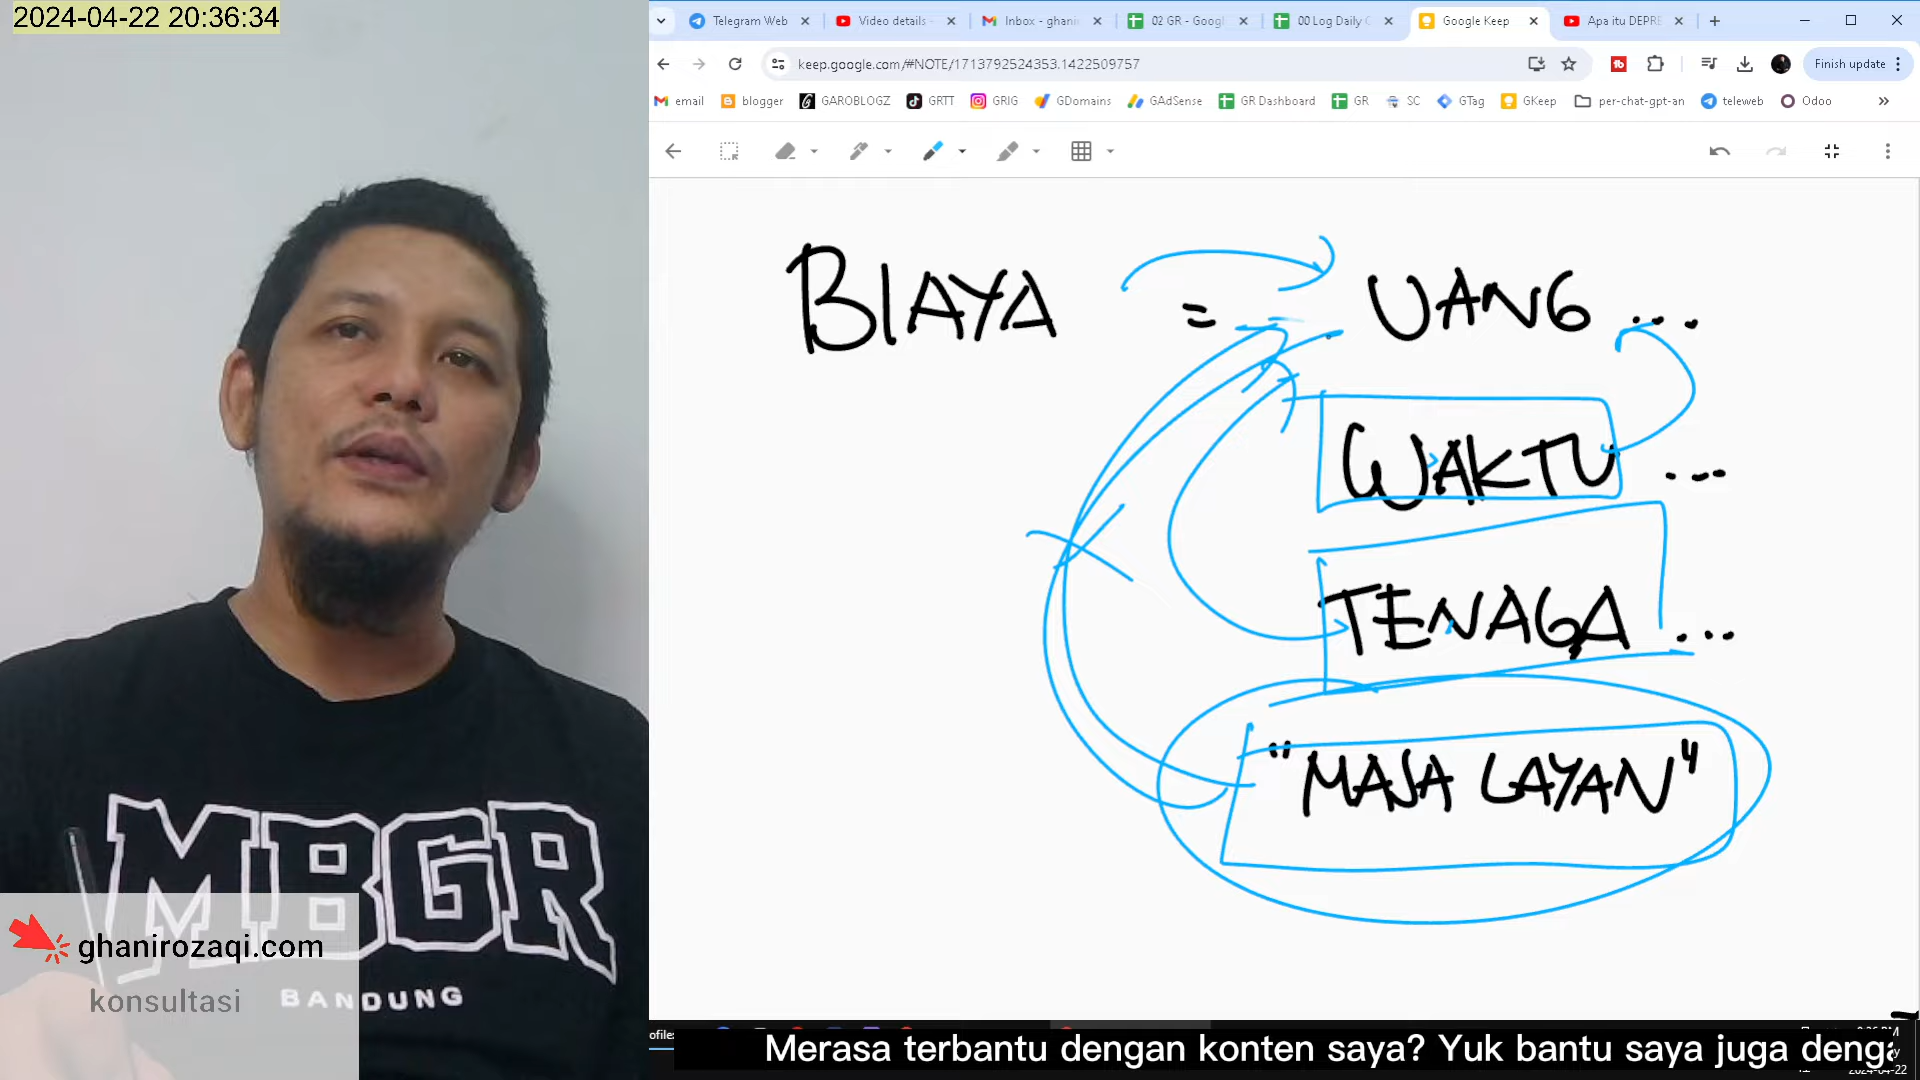 2024-04-22 20:36:34
Telegram Web
Video details -
Inbox - ghani
02 GR - Googl
00 Log Daily
Google Keep
Apa itu DEPRE
keep.google.com/#NOTE/1713792524353.1422509757
Finish update
email
blogger
GAROBLOGZ
GRTT
GRIG
GDomains
GAdSense
GR Dashboard
GR
SC
GTag
GKeep
per-chat-gpt-an
teleweb
Odoo
BIAYA = UANG ...
WAKTU ...
TENAGA ...
"MASA LAYAN"
MBGR
BANDUNG
ghanirozaqi.com
konsultasi
Merasa terbantu dengan konten saya? Yuk bantu saya juga denga
2024-04-22